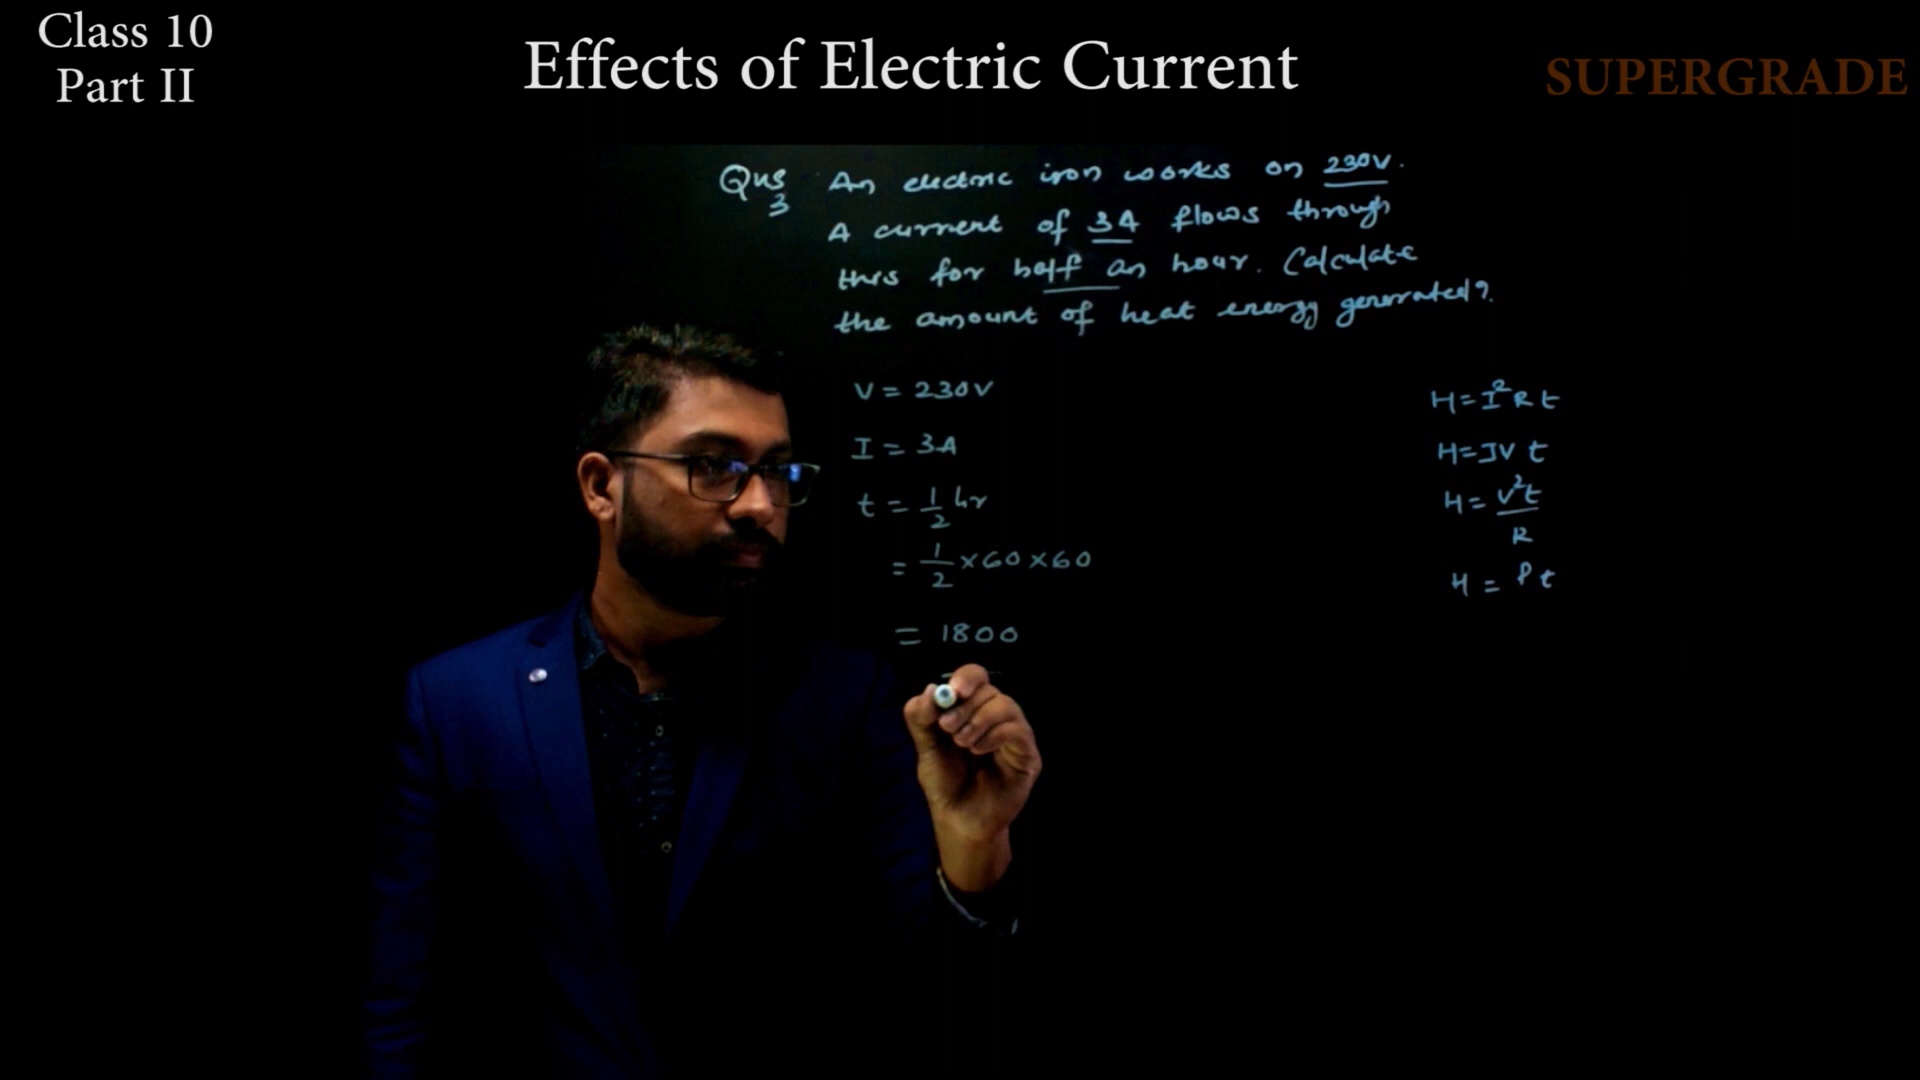 Class 10
Part II
Effects of Electric Current
SUPERGRADE
Qus 3 An electric iron works on 230V.
A current of 3A flows through
this for half an hour. Calculate
the amount of heat energy generated?
V = 230V
I = 3A
t = 1/2 hr
= 1/2 × 60 × 60
= 1800
H = I²Rt
H = IV t
H = V²t/R
H = Pt